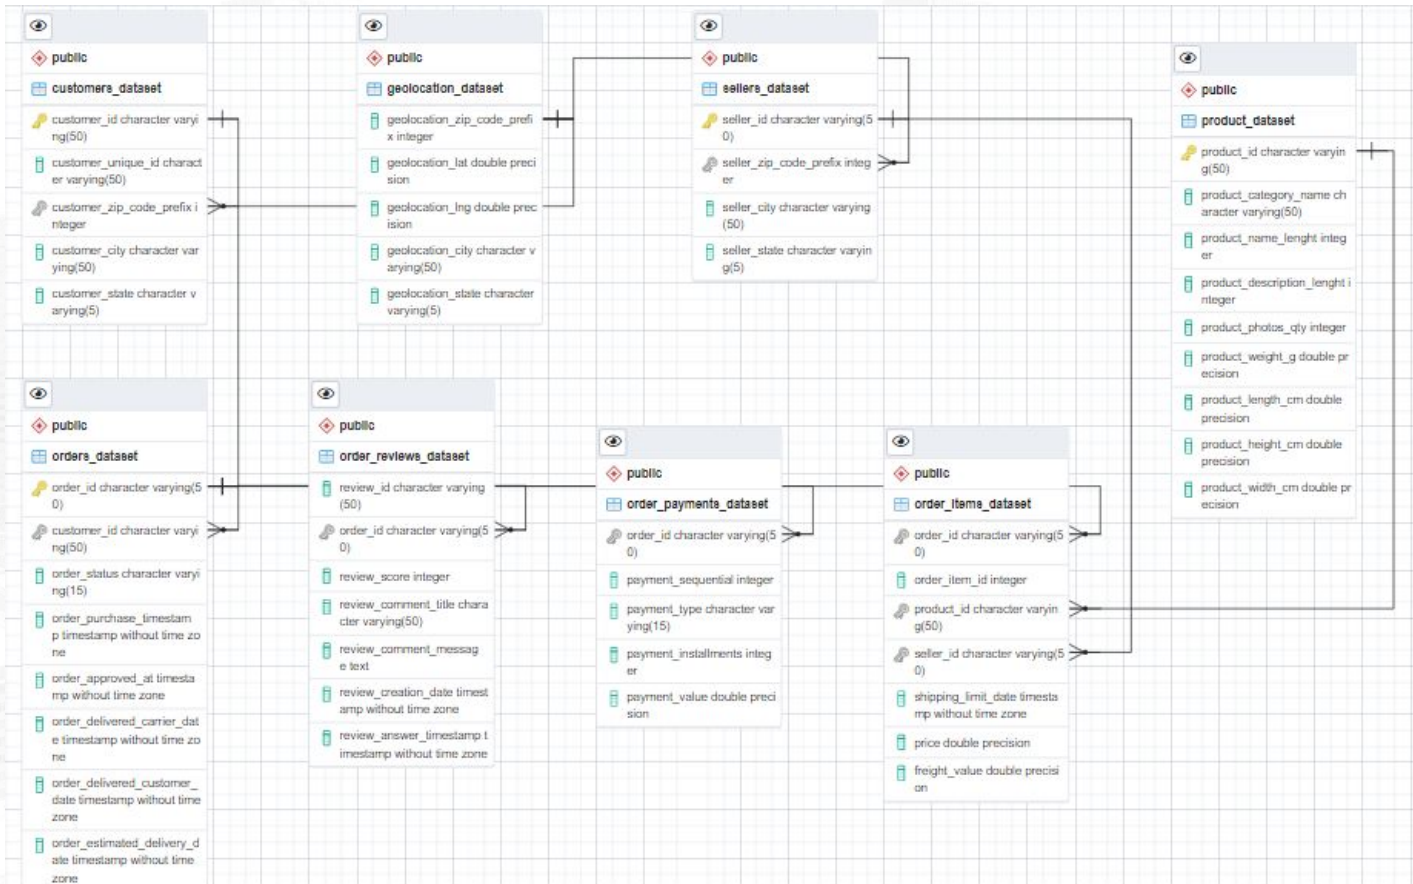 public
customers_dataset
customer_id character varyi
ng(50)
customer_unique_id charact
er varying(50)
customer_zip_code_prefix i
nteger
customer_city character var
ying(50)
customer_state character v
arying(5)
public
geolocation_dataset
geolocation_zip_code_prefi
x integer
geolocation_lat double preci
sion
geolocation_lng double prec
ision
geolocation_city character v
arying(50)
geolocation_state character
varying(5)
public
sellers_dataset
seller_id character varying(5
0)
seller_zip_code_prefix integ
er
seller_city character varying
(50)
seller_state character varyin
g(5)
public
product_dataset
product_id character varyin
g(50)
product_category_name ch
aracter varying(50)
product_name_lenght integ
er
product_description_lenght i
nteger
product_photos_qty integer
product_weight_g double pr
ecision
product_length_cm double
precision
product_height_cm double
precision
product_width_cm double pr
ecision
public
orders_dataset
order_id character varying(5
0)
customer_id character varyi
ng(50)
order_status character varyi
ng(15)
order_purchase_timestam
p timestamp without time zo
ne
order_approved_at timesta
mp without time zone
order_delivered_carrier_dat
e timestamp without time zo
ne
order_delivered_customer_
date timestamp without time
zone
order_estimated_delivery_d
ate timestamp without time
zone
public
order_reviews_dataset
review_id character varying
(50)
order_id character varying(5
0)
review_score integer
review_comment_title chara
cter varying(50)
review_comment_messag
e text
review_creation_date timest
amp without time zone
review_answer_timestamp t
imestamp without time zone
public
order_payments_dataset
order_id character varying(5
0)
payment_sequential integer
payment_type character var
ying(15)
payment_installments integ
er
payment_value double preci
sion
public
order_items_dataset
order_id character varying(5
0)
order_item_id integer
product_id character varyin
g(50)
seller_id character varying(5
0)
shipping_limit_date timesta
mp without time zone
price double precision
freight_value double precisi
on